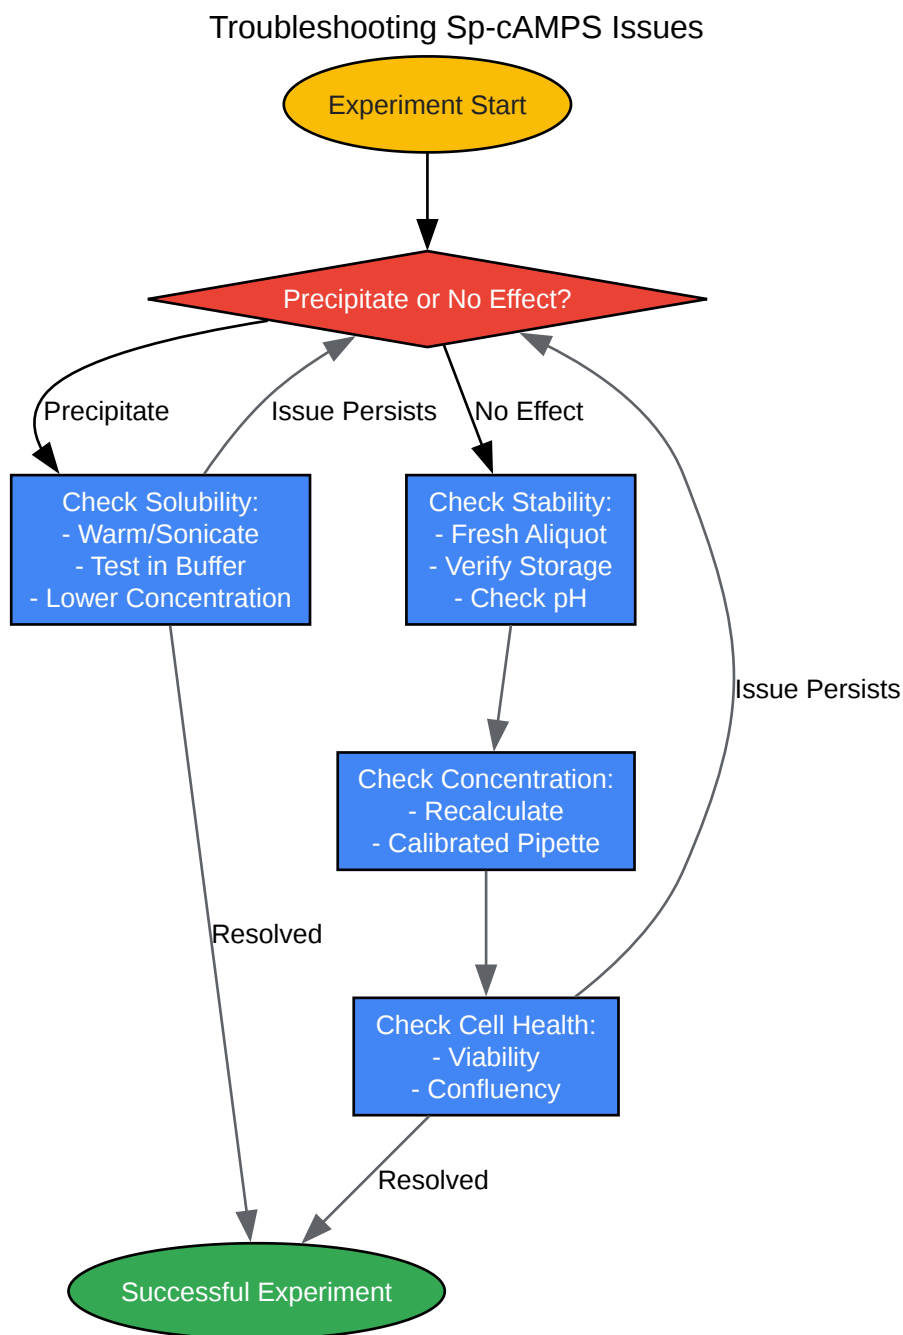 Troubleshooting Sp-cAMPS Issues
Experiment Start
Precipitate or No Effect?
Precipitate
Issue Persists
No Effect
Check Solubility:
- Warm/Sonicate
- Test in Buffer
- Lower Concentration
Check Stability:
- Fresh Aliquot
- Verify Storage
- Check pH
Issue Persists
Check Concentration:
- Recalculate
- Calibrated Pipette
Resolved
Check Cell Health:
- Viability
- Confluency
Resolved
Successful Experiment